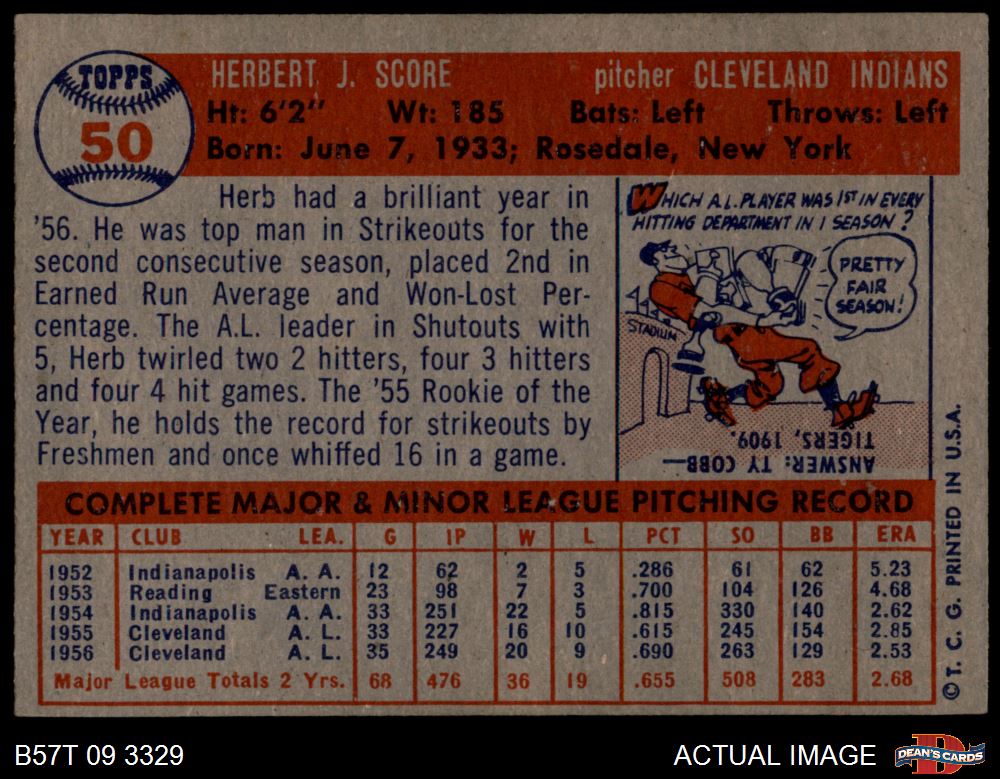 TOPPS
50
HERBERT J. SCORE pitcher CLEVELAND INDIANS
Ht: 6'2" Wt: 185 Bats: Left Throws: Left
Born: June 7, 1933; Rosedale, New York
Herb had a brilliant year in
'56. He was top man in Strikeouts for the
second consecutive season, placed 2nd in
Earned Run Average and Won-Lost Per-
centage. The A.L. leader in Shutouts with
5, Herb twirled two 2 hitters, four 3 hitters
and four 4 hit games. The '55 Rookie of the
Year, he holds the record for strikeouts by
Freshmen and once whiffed 16 in a game.
WHICH A.L. PLAYER WAS 1ST IN EVERY
HITTING DEPARTMENT IN 1 SEASON?
PRETTY
FAIR
SEASON!
STADIUM
ANSWER: TY COBB—
TIGERS, 1909.
COMPLETE MAJOR & MINOR LEAGUE PITCHING RECORD
YEAR CLUB LEA. G IP W L PCT SO BB ERA
1952 Indianapolis A. A. 12 62 2 5 .286 61 62 5.23
1953 Reading Eastern 23 98 7 3 .700 104 126 4.68
1954 Indianapolis A. A. 33 251 22 5 .815 330 140 2.62
1955 Cleveland A. L. 33 227 16 10 .615 245 154 2.85
1956 Cleveland A. L. 35 249 20 9 .690 263 129 2.53
Major League Totals 2 Yrs. 68 476 36 19 .655 508 283 2.68
© T. C. G. PRINTED IN U.S.A.
B57T 09 3329 ACTUAL IMAGE
DEAN'S CARDS